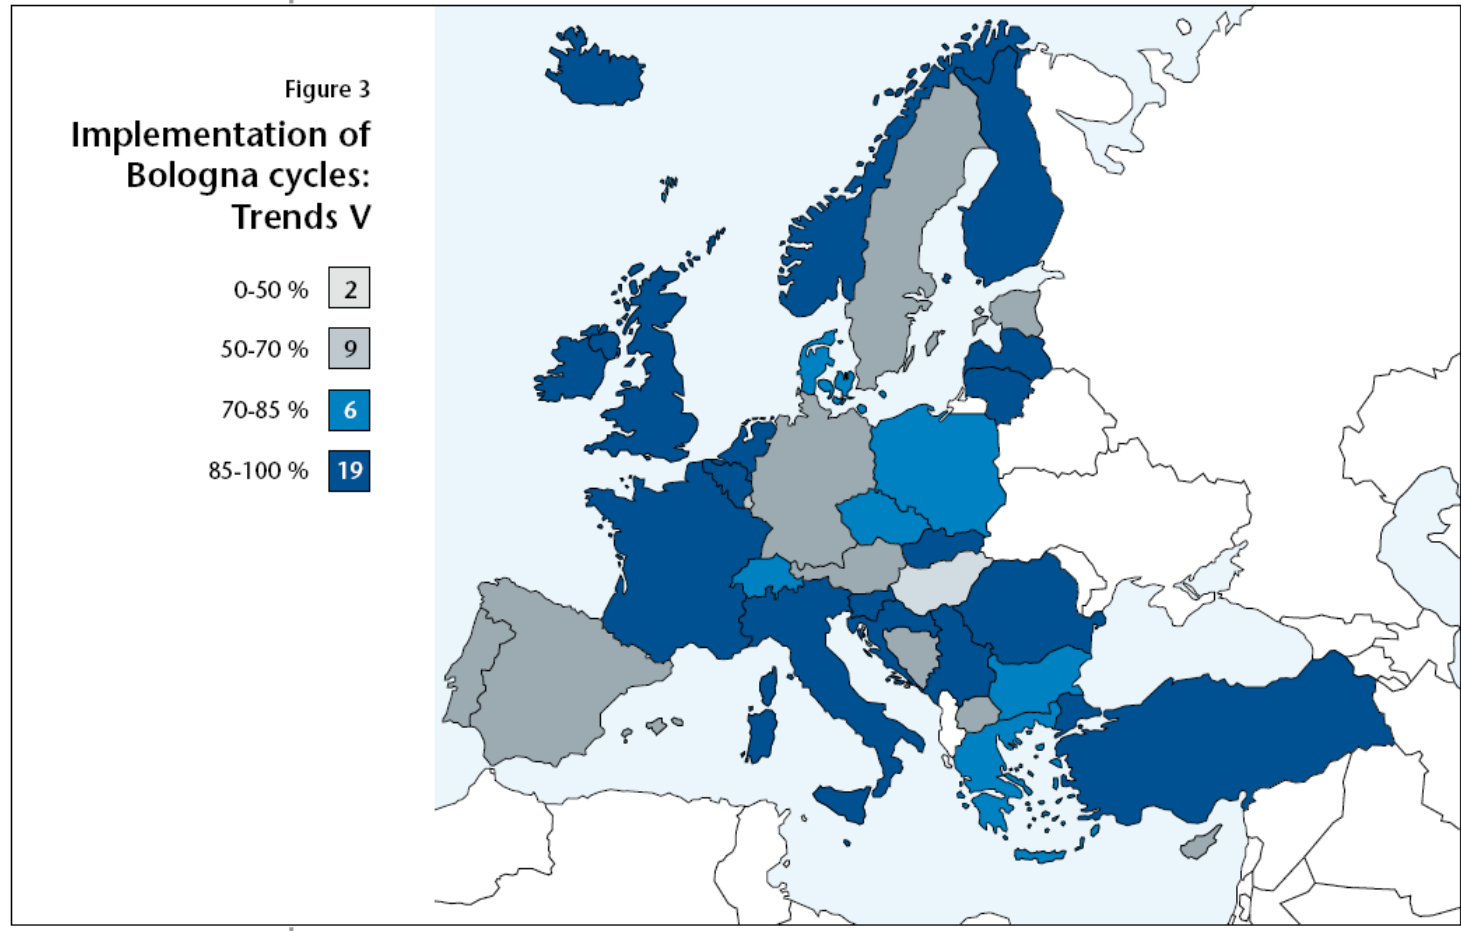 Figure 3
Implementation of
Bologna cycles:
Trends V
0-50 % 2
50-70 % 9
70-85 % 6
85-100 % 19